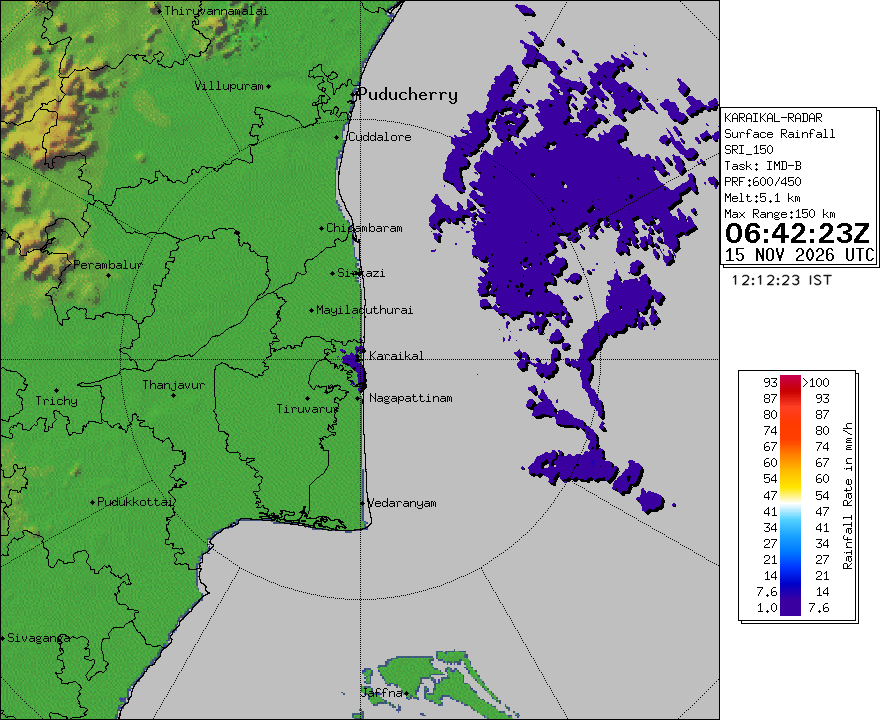 Thiruvannamalai
Villupuram
Puducherry
Cuddalore
Chidambaram
Perambalur
Sirkazi
Mayiladuthurai
Karaikal
Thanjavur
Trichy
Tiruvarur
Nagapattinam
Pudukkottai
Vedaranyam
Sivaganga
Jaffna
KARAIKAL-RADAR
Surface Rainfall
SRI_150
Task: IMD-B
PRF:600/450
Melt:5.1 km
Max Range:150 km
06:42:23Z
15 NOV 2026 UTC
12:12:23 IST
93 >100
87 93
80 87
74 80
67 74
60 67
54 60
47 54
41 47
34 41
27 34
21 27
14 21
7.6 14
1.0 7.6
Rainfall Rate in mm/h